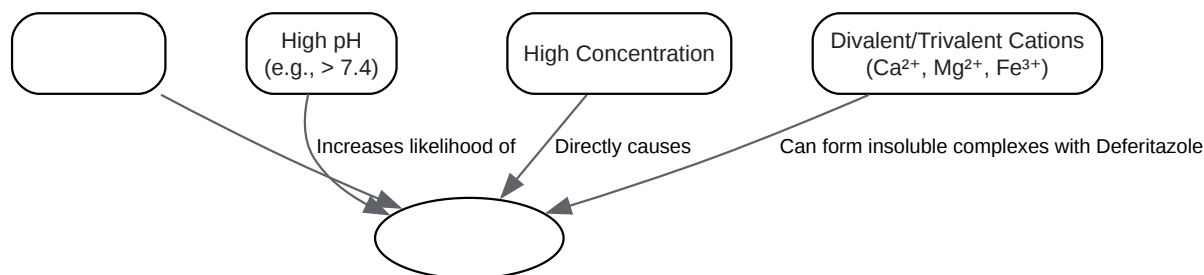 High pH
(e.g., > 7.4)
High Concentration
Divalent/Trivalent Cations
(Ca²⁺, Mg²⁺, Fe³⁺)
Increases likelihood of
Directly causes
Can form insoluble complexes with Deferitazole